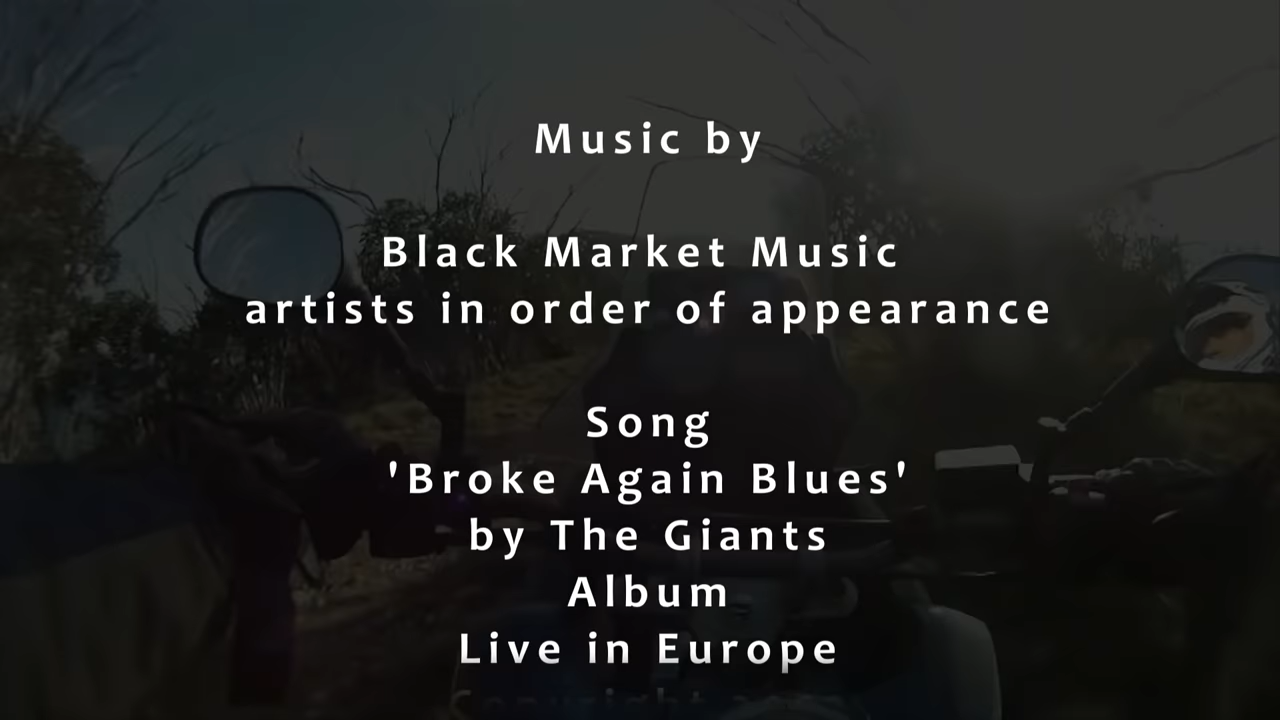 Music by
Black Market Music
artists in order of appearance
Song
'Broke Again Blues'
by The Giants
Album
Live in Europe